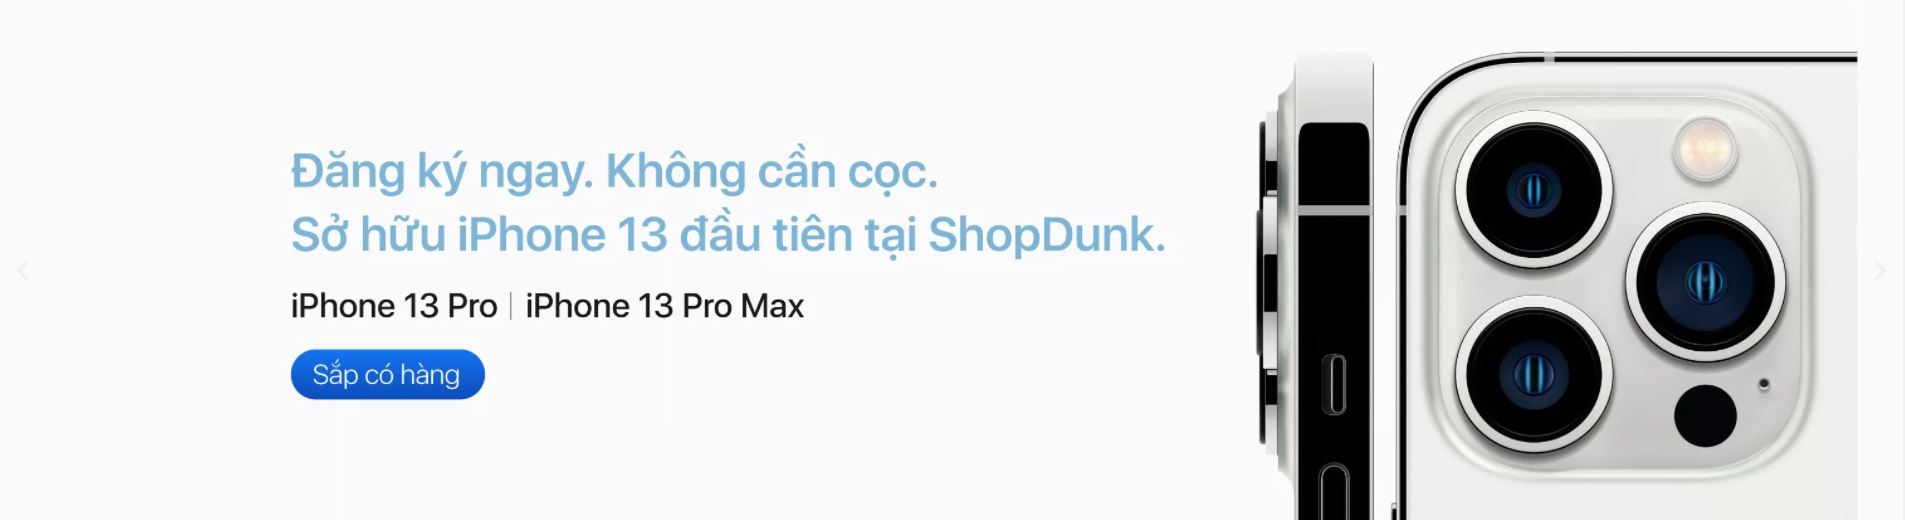 Đăng ký ngay. Không cần cọc.
Sở hữu iPhone 13 đầu tiên tại ShopDunk.
iPhone 13 Pro | iPhone 13 Pro Max
Sắp có hàng